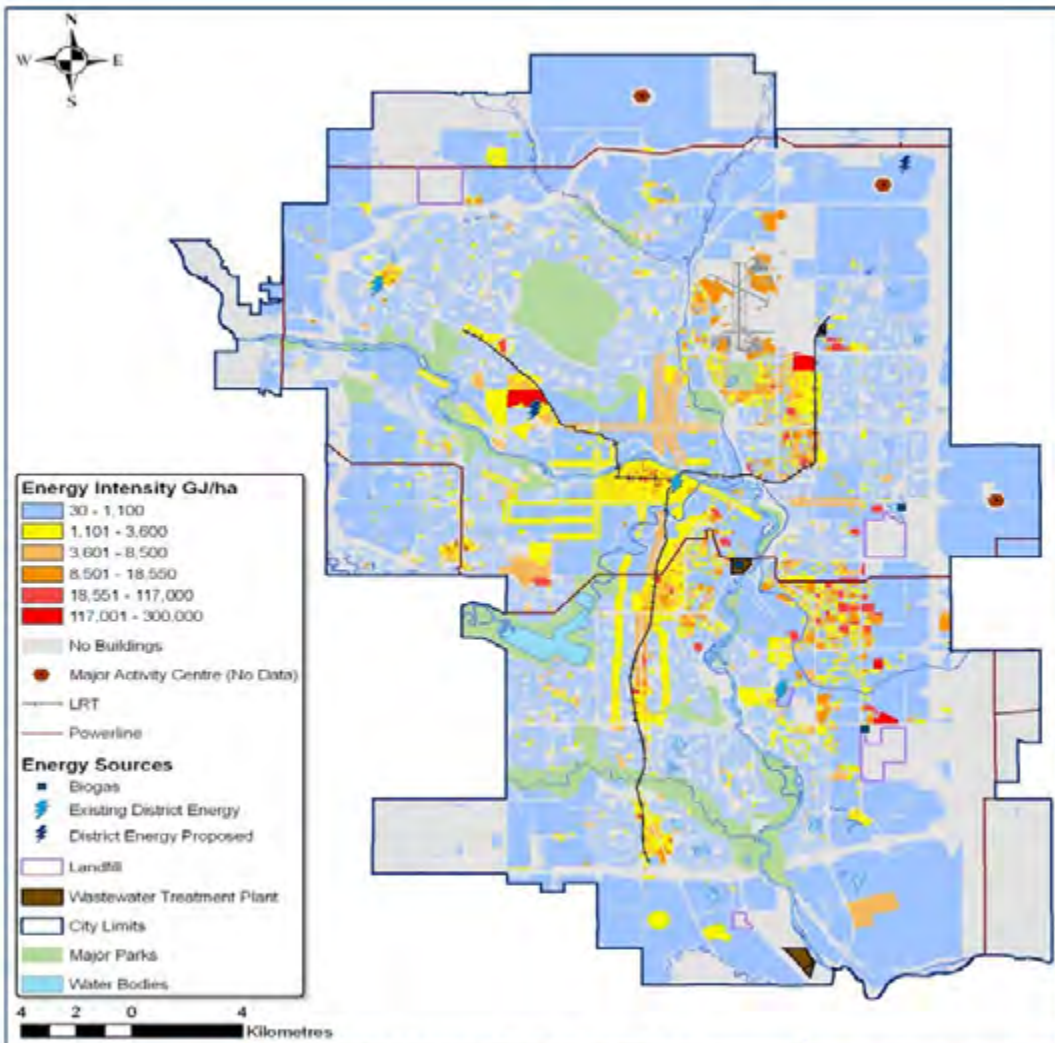 N
W E
S
Energy Intensity GJ/ha
30 - 1,100
1,101 - 3,600
3,601 - 8,500
8,501 - 18,550
18,551 - 117,000
117,001 - 300,000
No Buildings
Major Activity Centre (No Data)
LRT
Powerline
Energy Sources
Biogas
Existing District Energy
District Energy Proposed
Landfill
Wastewater Treatment Plant
City Limits
Major Parks
Water Bodies
4 2 0 4
Kilometres